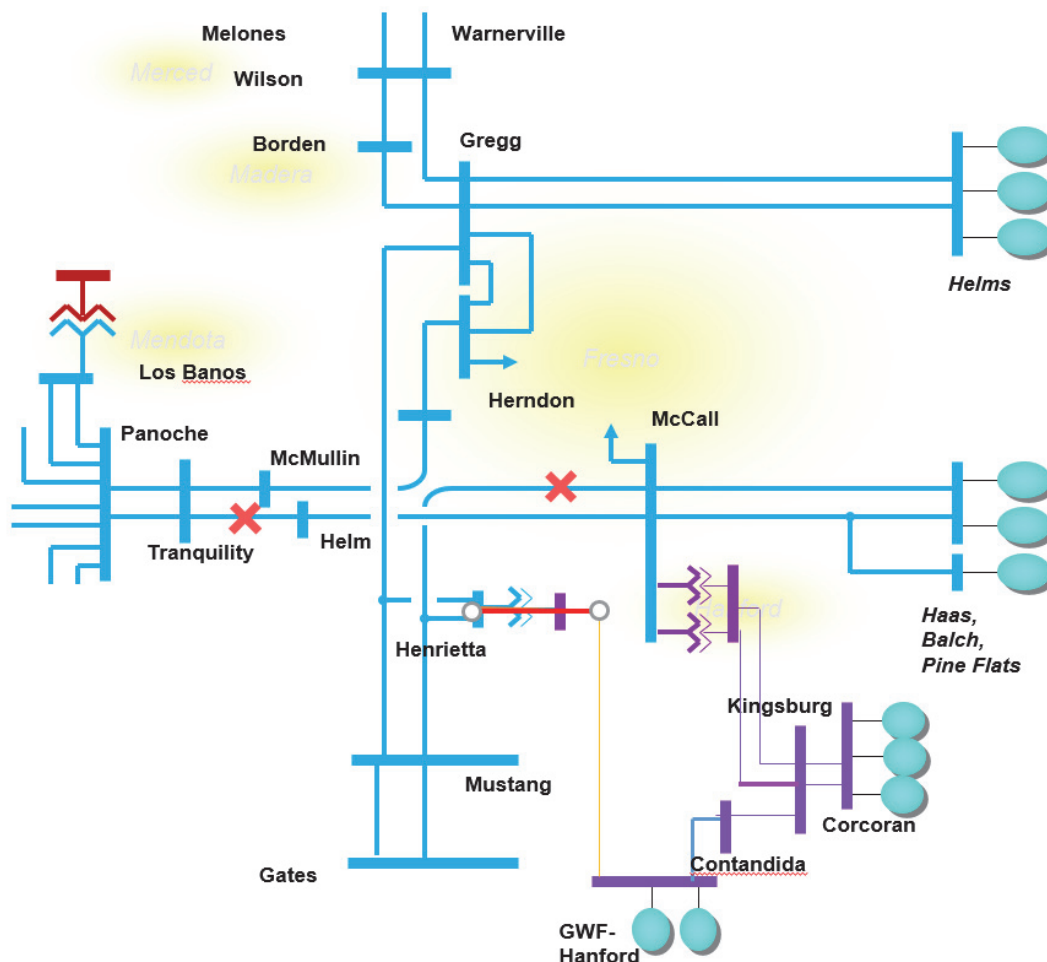 Melones
Warnerville
Merced
Wilson
Borden
Gregg
Madera
Helms
Mendota
Fresno
Los Banos
Herndon
McCall
Panoche
McMullin
Tranquility
Helm
Hanford
Henrietta
Haas,
Balch,
Pine Flats
Kingsburg
Mustang
Corcoran
Gates
Contandida
GWF-
Hanford